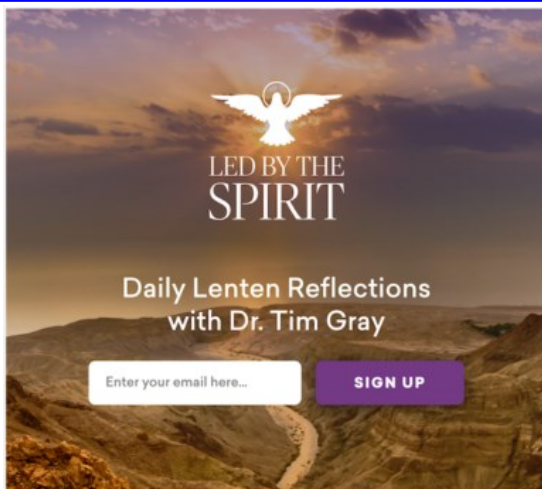 LED BY THE
SPIRIT
Daily Lenten Reflections
with Dr. Tim Gray
Enter your email here...
SIGN UP